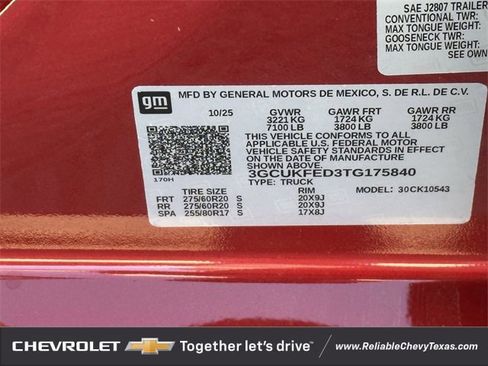 SAE J2807 TRAILER
CONVENTIONAL TWR:
MAX TONGUE WEIGHT:
GOOSENECK TWR:
MAX TONGUE WEIGHT:
SEE OWN
gm
MFD BY GENERAL MOTORS DE MEXICO, S. DE R.L. DE C.V.
10/25 GVWR GAWR FRT GAWR RR
3221 KG 1724 KG 1724 KG
7100 LB 3800 LB 3800 LB
THIS VEHICLE CONFORMS TO ALL
APPLICABLE U.S. FEDERAL MOTOR
VEHICLE SAFETY STANDARDS IN EFFECT ON
THE DATE OF MANUFACTURE SHOWN ABOVE.
3GCUKFED3TG175840
170H TYPE: TRUCK MODEL: 30CK10543
TIRE SIZE RIM
FRT 275/60R20 S 20X9J
RR 275/60R20 S 20X9J
SPA 255/80R17 S 17X8J
CHEVROLET Together let's drive™ www.ReliableChevyTexas.com